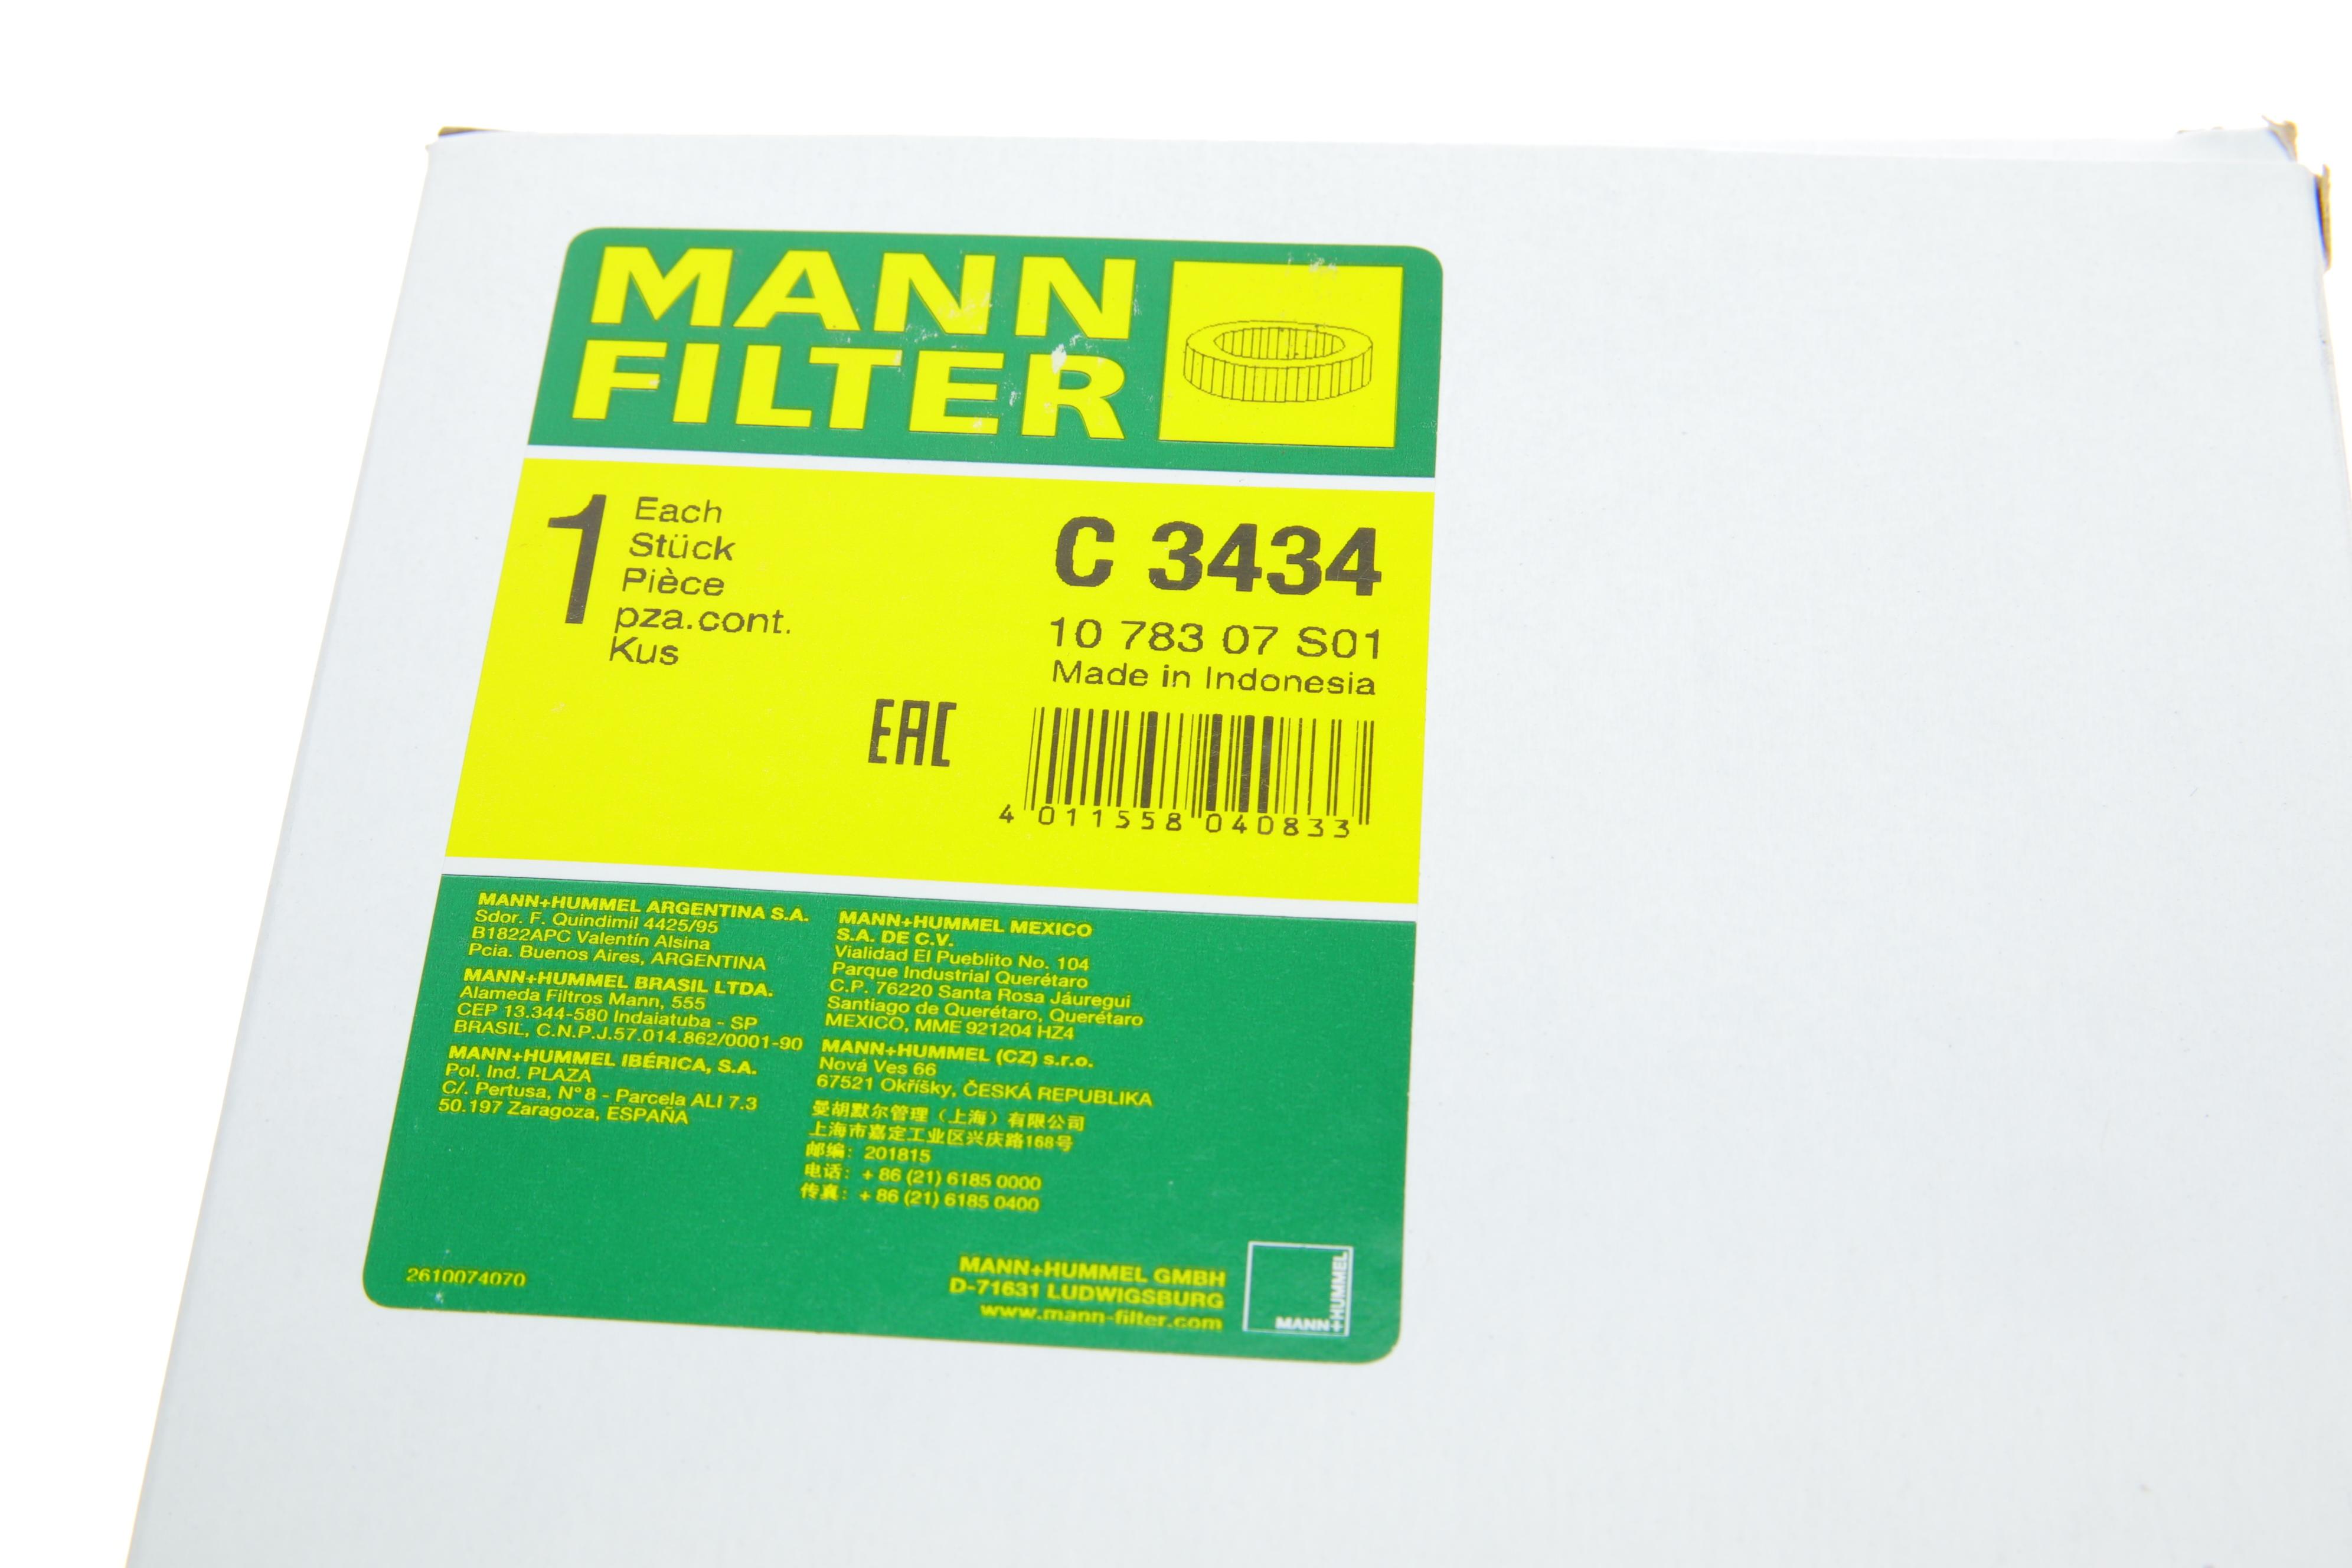 MANN
FILTER
1
Each
Stück
Pièce
pza.cont.
Kus
C 3434
10 783 07 S01
Made in Indonesia
EAC
4 011558 040833
MANN+HUMMEL ARGENTINA S.A.
Sdor. F. Quindimil 4425/95
B1822APC Valentín Alsina
Pcia. Buenos Aires, ARGENTINA
MANN+HUMMEL BRASIL LTDA.
Alameda Filtros Mann, 555
CEP 13.344-580 Indaiatuba - SP
BRASIL, C.N.P.J.57.014.862/0001-90
MANN+HUMMEL IBÉRICA, S.A.
Pol. Ind. PLAZA
C/. Pertusa, Nº 8 - Parcela ALI 7.3
50.197 Zaragoza, ESPAÑA
MANN+HUMMEL MEXICO
S.A. DE C.V.
Vialidad El Pueblito No. 104
Parque Industrial Querétaro
C.P. 76220 Santa Rosa Jáuregui
Santiago de Querétaro, Querétaro
MEXICO, MME 921204 HZ4
MANN+HUMMEL (CZ) s.r.o.
Nová Ves 66
67521 Okříšky, ČESKÁ REPUBLIKA
曼胡默尔管理（上海）有限公司
上海市嘉定工业区兴庆路168号
邮编：201815
电话：+ 86 (21) 6185 0000
传真：+ 86 (21) 6185 0400
2610074070
MANN+HUMMEL GMBH
D-71631 LUDWIGSBURG
www.mann-filter.com
MANN+HUMMEL